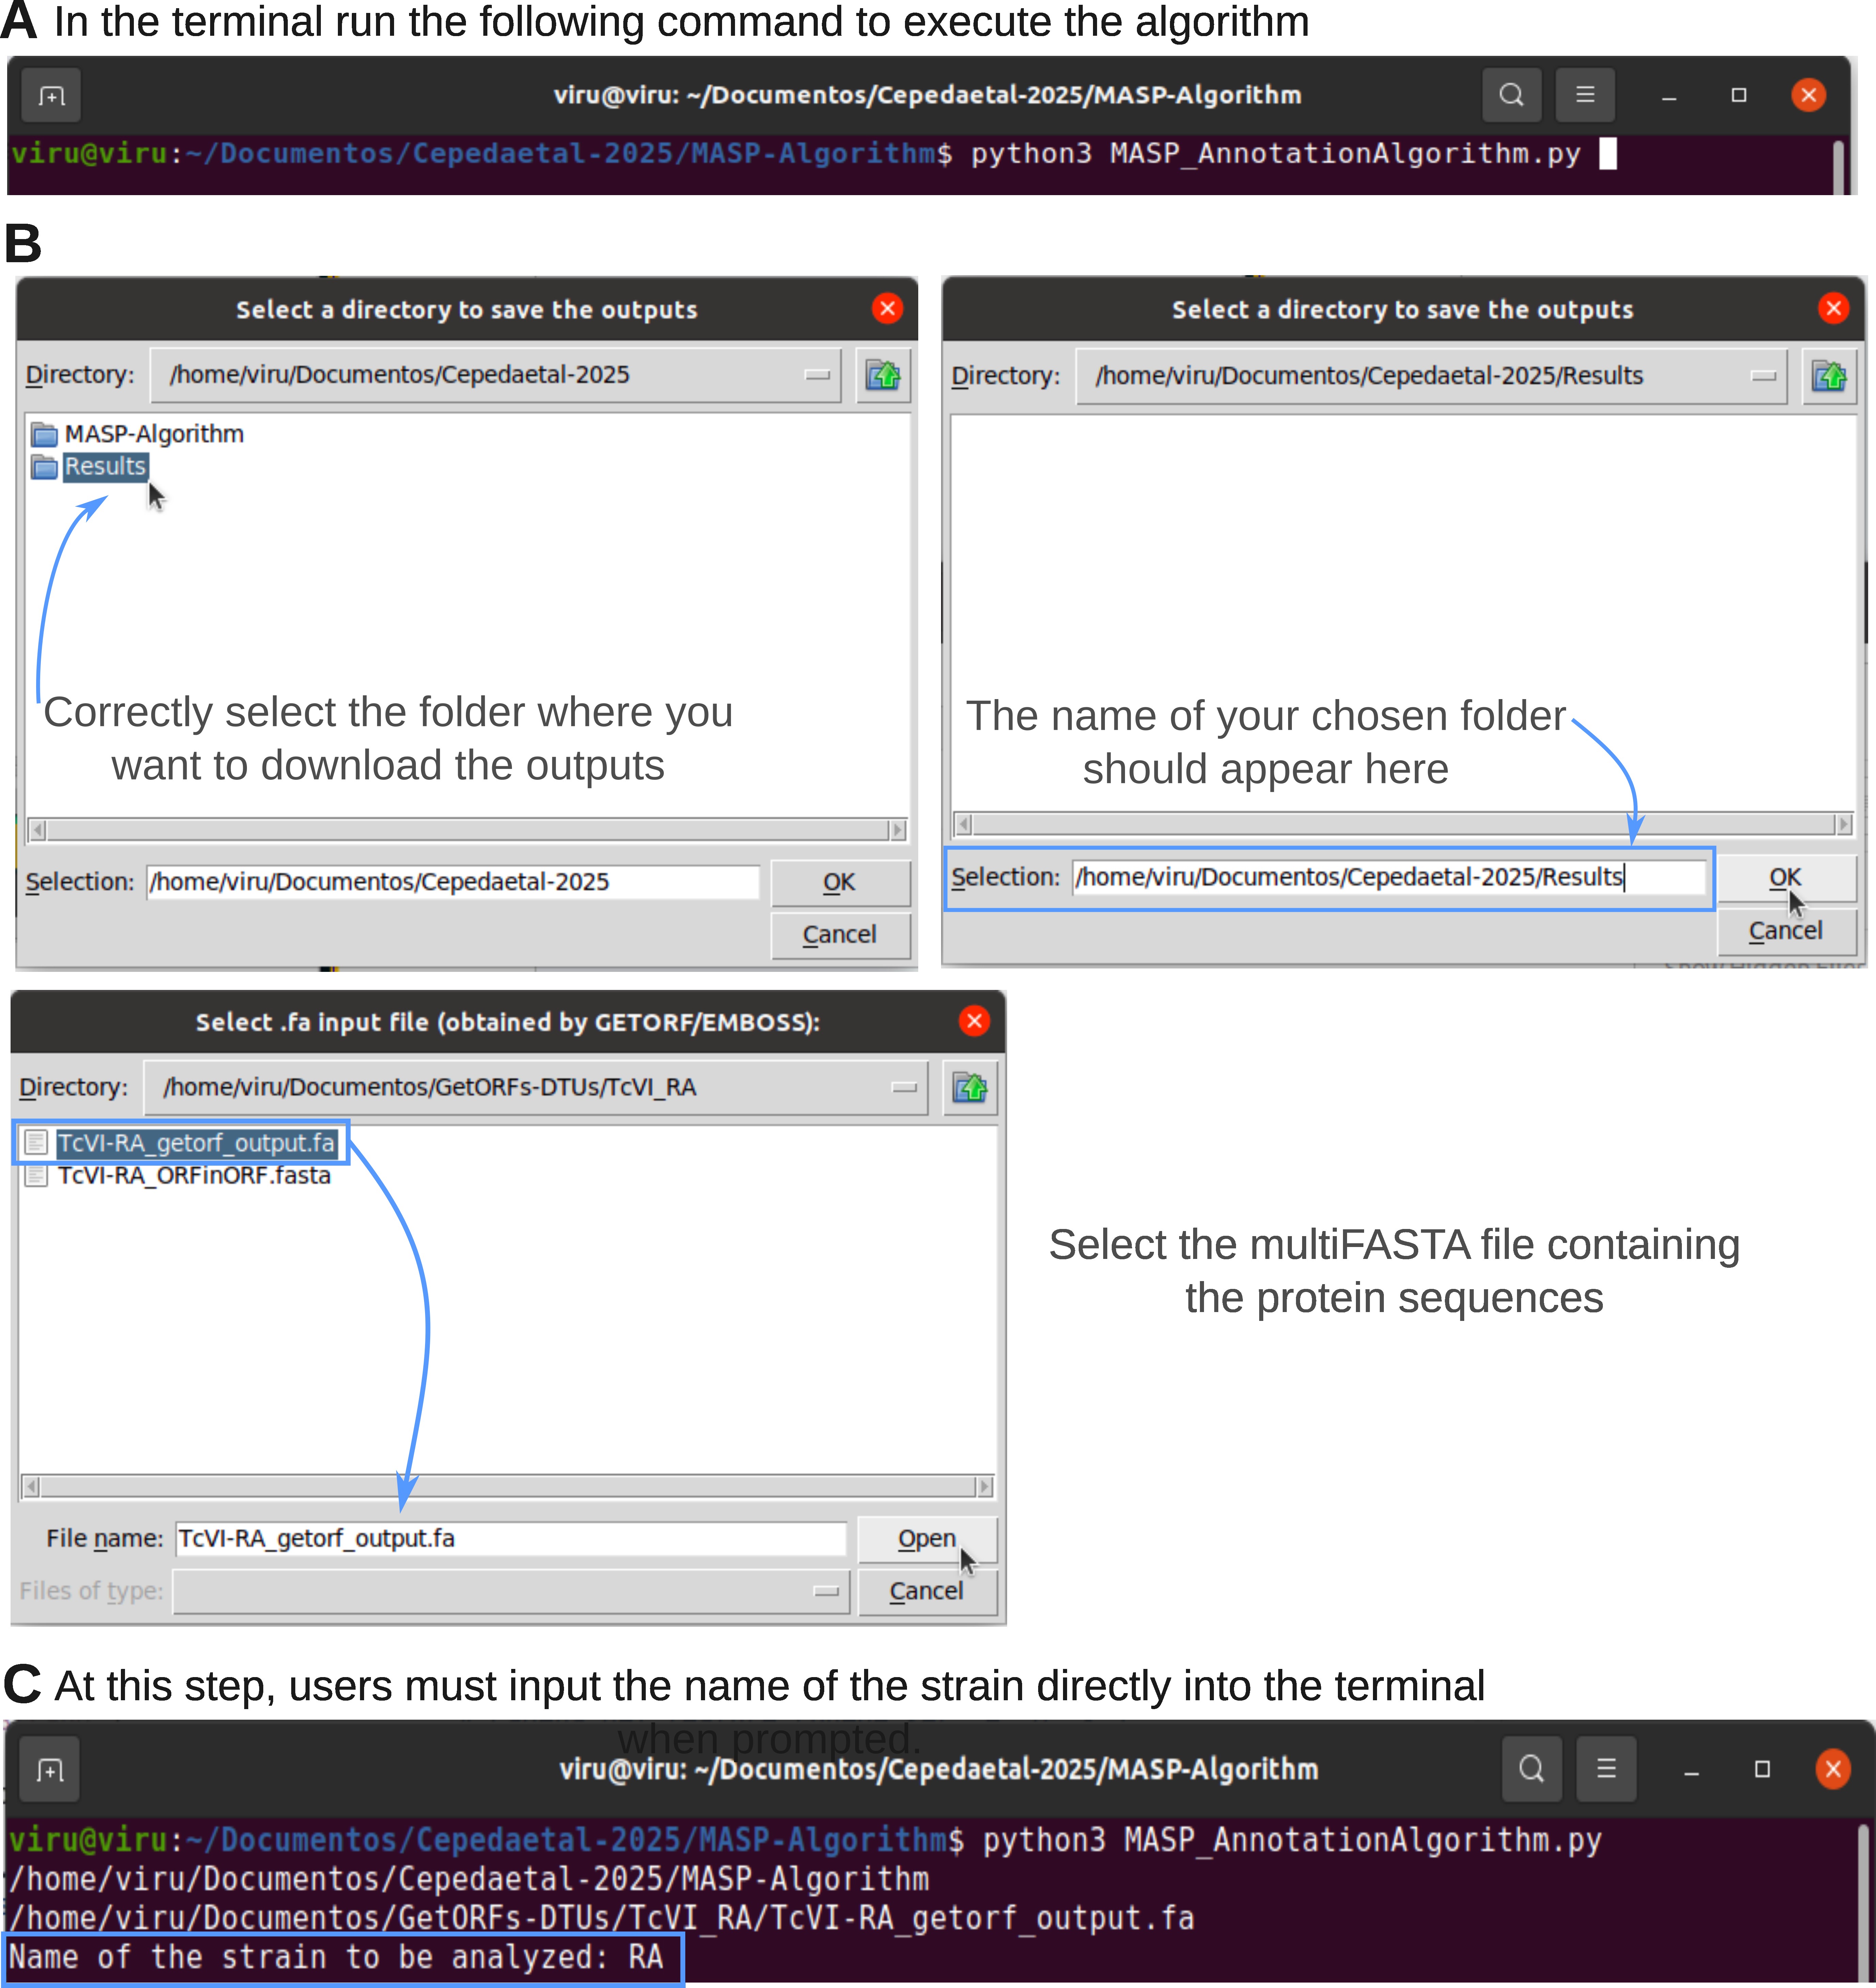 A In the terminal run the following command to execute the algorithm
viru@viru: ~/Documentos/Cepedaetal-2025/MASP-Algorithm
viru@viru:~/Documentos/Cepedaetal-2025/MASP-Algorithm$ python3 MASP_AnnotationAlgorithm.py
B
Select a directory to save the outputs
Directory: /home/viru/Documentos/Cepedaetal-2025
MASP-Algorithm
Results
Correctly select the folder where you
want to download the outputs
Selection: /home/viru/Documentos/Cepedaetal-2025 OK
Cancel
Select a directory to save the outputs
Directory: /home/viru/Documentos/Cepedaetal-2025/Results
The name of your chosen folder
should appear here
Selection: /home/viru/Documentos/Cepedaetal-2025/Results OK
Cancel
Select .fa input file (obtained by GETORF/EMBOSS):
Directory: /home/viru/Documentos/GetORFs-DTUs/TcVI_RA
TcVI-RA_getorf_output.fa
TcVI-RA_ORFinORF.fasta
File name: TcVI-RA_getorf_output.fa Open
Files of type: Cancel
Select the multiFASTA file containing
the protein sequences
C At this step, users must input the name of the strain directly into the terminal
when prompted.
viru@viru: ~/Documentos/Cepedaetal-2025/MASP-Algorithm
viru@viru:~/Documentos/Cepedaetal-2025/MASP-Algorithm$ python3 MASP_AnnotationAlgorithm.py
/home/viru/Documentos/Cepedaetal-2025/MASP-Algorithm
/home/viru/Documentos/GetORFs-DTUs/TcVI_RA/TcVI-RA_getorf_output.fa
Name of the strain to be analyzed: RA